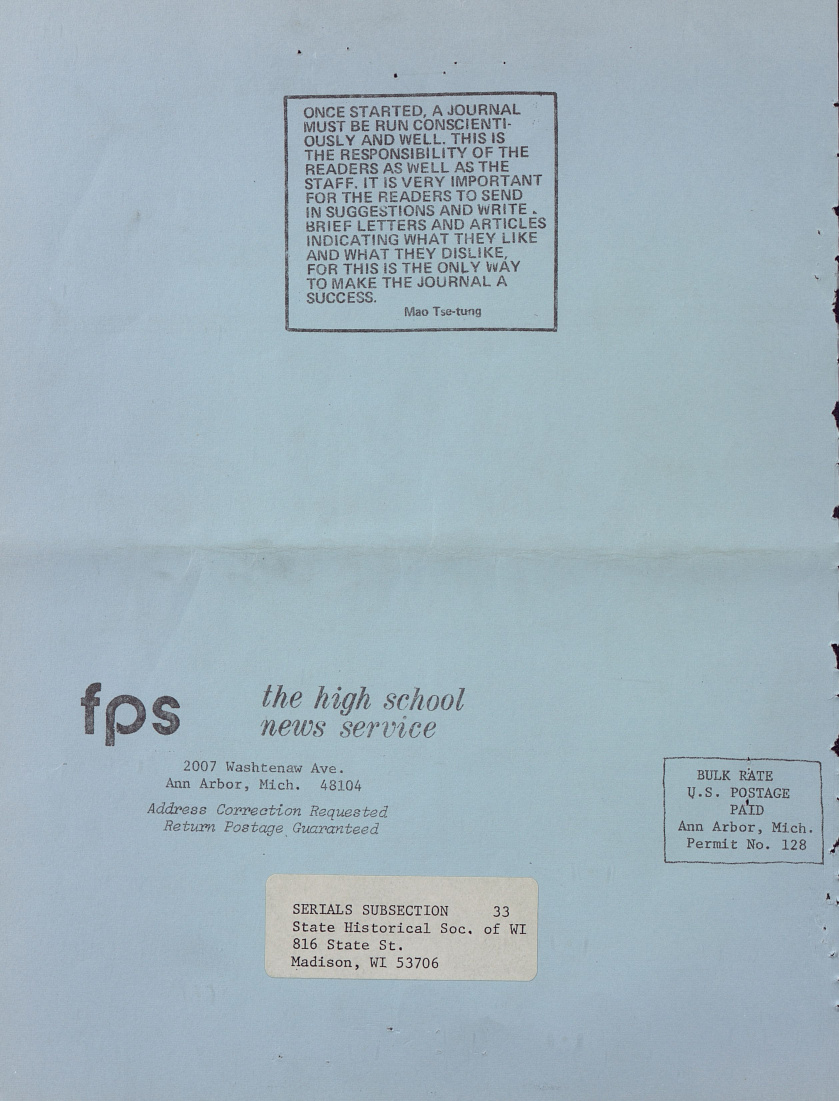 ONCE STARTED, A JOURNAL
MUST BE RUN CONSCIENTI-
OUSLY AND WELL. THIS IS
THE RESPONSIBILITY OF THE
READERS AS WELL AS THE
STAFF. IT IS VERY IMPORTANT
FOR THE READERS TO SEND
IN SUGGESTIONS AND WRITE.
BRIEF LETTERS AND ARTICLES
INDICATING WHAT THEY LIKE
AND WHAT THEY DISLIKE,
FOR THIS IS THE ONLY WAY
TO MAKE THE JOURNAL A
SUCCESS.
Mao Tse-tung
fps
the high school
news service
2007 Washtenaw Ave.
Ann Arbor, Mich. 48104
Address Correction Requested
Return Postage Guaranteed
BULK RATE
U.S. POSTAGE
PAID
Ann Arbor, Mich.
Permit No. 128
SERIALS SUBSECTION 33
State Historical Soc. of WI
816 State St.
Madison, WI 53706